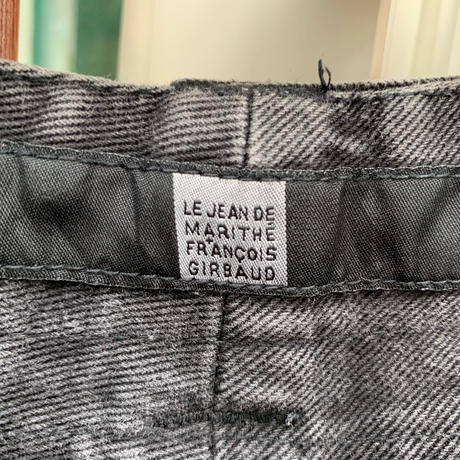 LE JEAN DE
MARITHÉ
FRANÇOIS
GIRBAUD